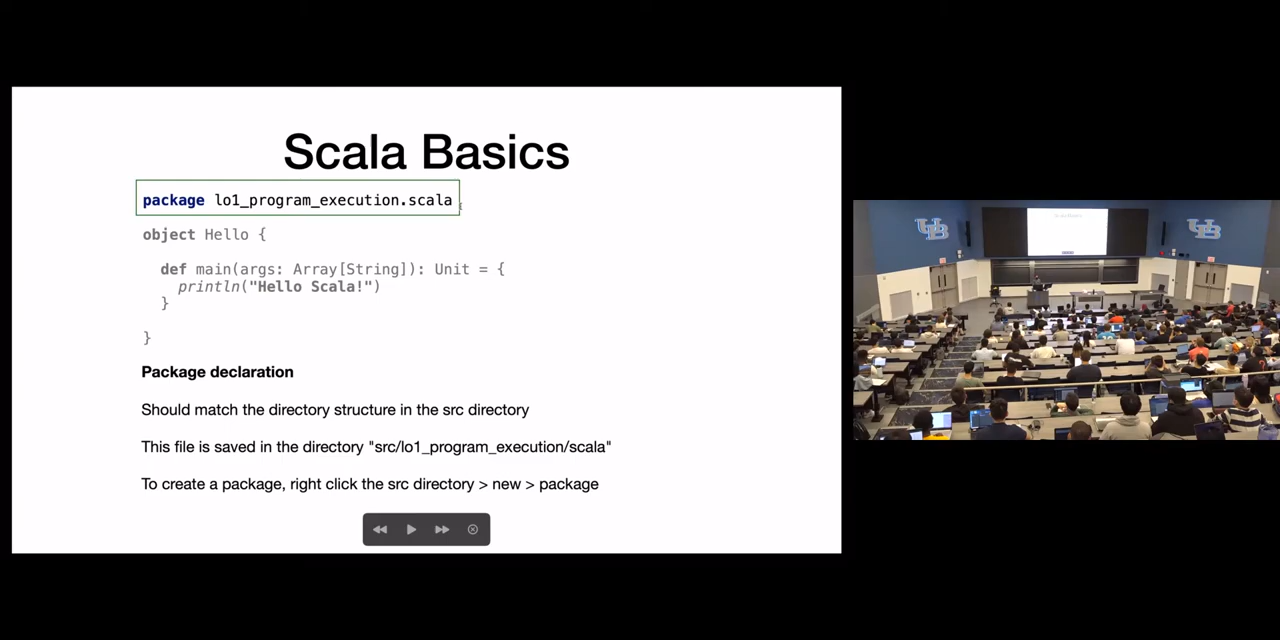 Scala Basics
package lo1_program_execution.scala
object Hello {
def main(args: Array[String]): Unit = {
println("Hello Scala!")
}
}
Package declaration
Should match the directory structure in the src directory
This file is saved in the directory "src/lo1_program_execution/scala"
To create a package, right click the src directory > new > package
UB
UB